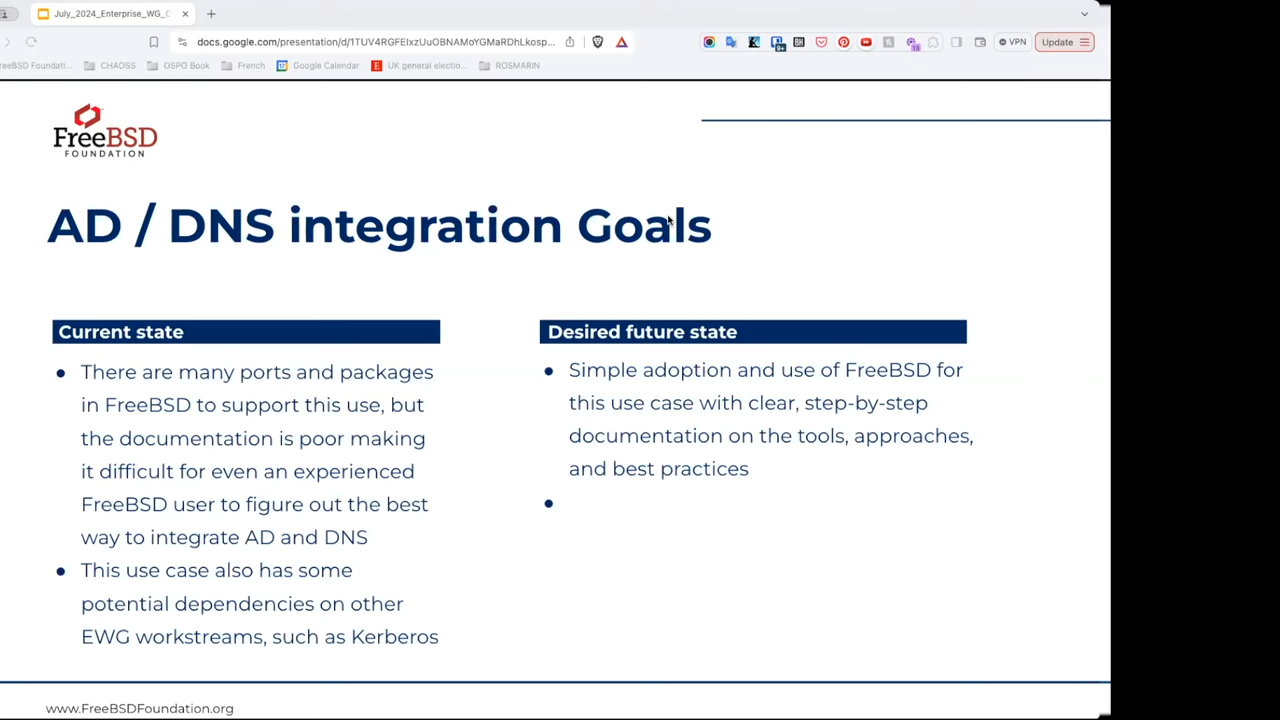 July_2024_Enterprise_WG_C
docs.google.com/presentation/d/1TUV4RGFEIxzUuOBNAMoYGMaRDhLkosp...
9+
13
VPN
Update
reeBSD Foundati...
CHAOSS
OSPO Book
French
Google Calendar
UK general electio...
ROSMARIN
FreeBSD
FOUNDATION
AD / DNS integration Goals
Current state
• There are many ports and packages
in FreeBSD to support this use, but
the documentation is poor making
it difficult for even an experienced
FreeBSD user to figure out the best
way to integrate AD and DNS
• This use case also has some
potential dependencies on other
EWG workstreams, such as Kerberos
Desired future state
• Simple adoption and use of FreeBSD for
this use case with clear, step-by-step
documentation on the tools, approaches,
and best practices
•
www.FreeBSDFoundation.org